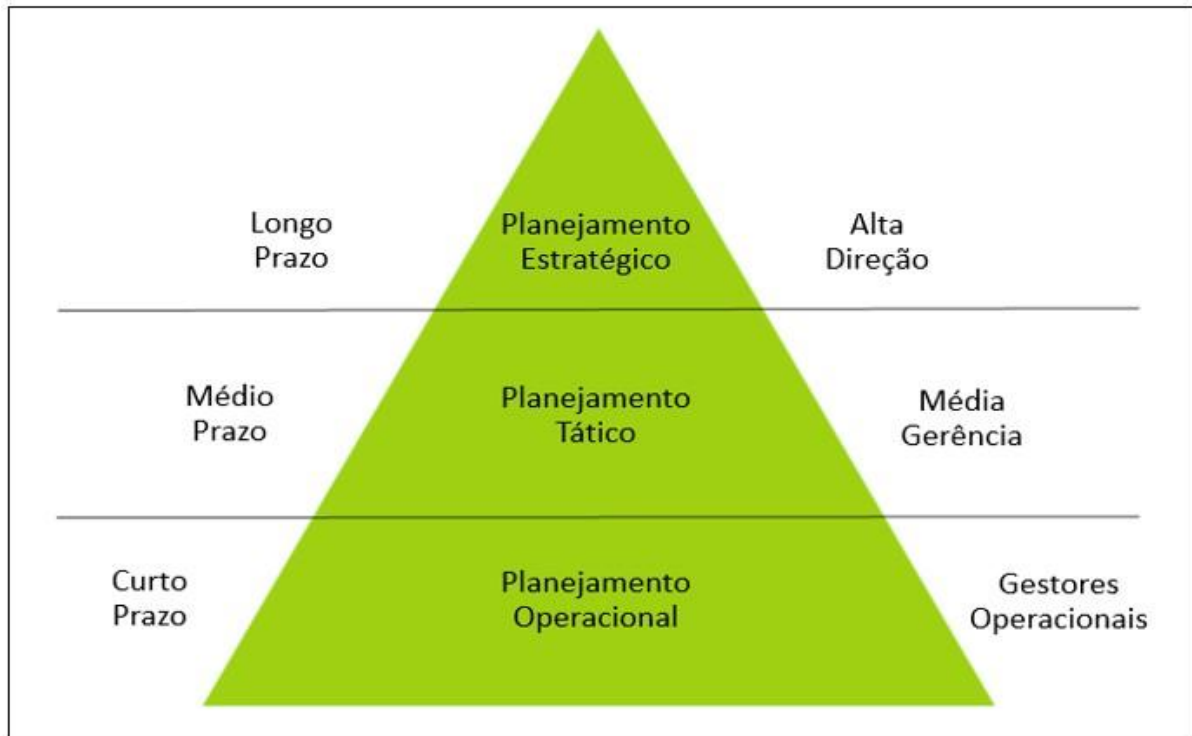 Longo
Prazo
Planejamento
Estratégico
Alta
Direção
Médio
Prazo
Planejamento
Tático
Média
Gerência
Curto
Prazo
Planejamento
Operacional
Gestores
Operacionais